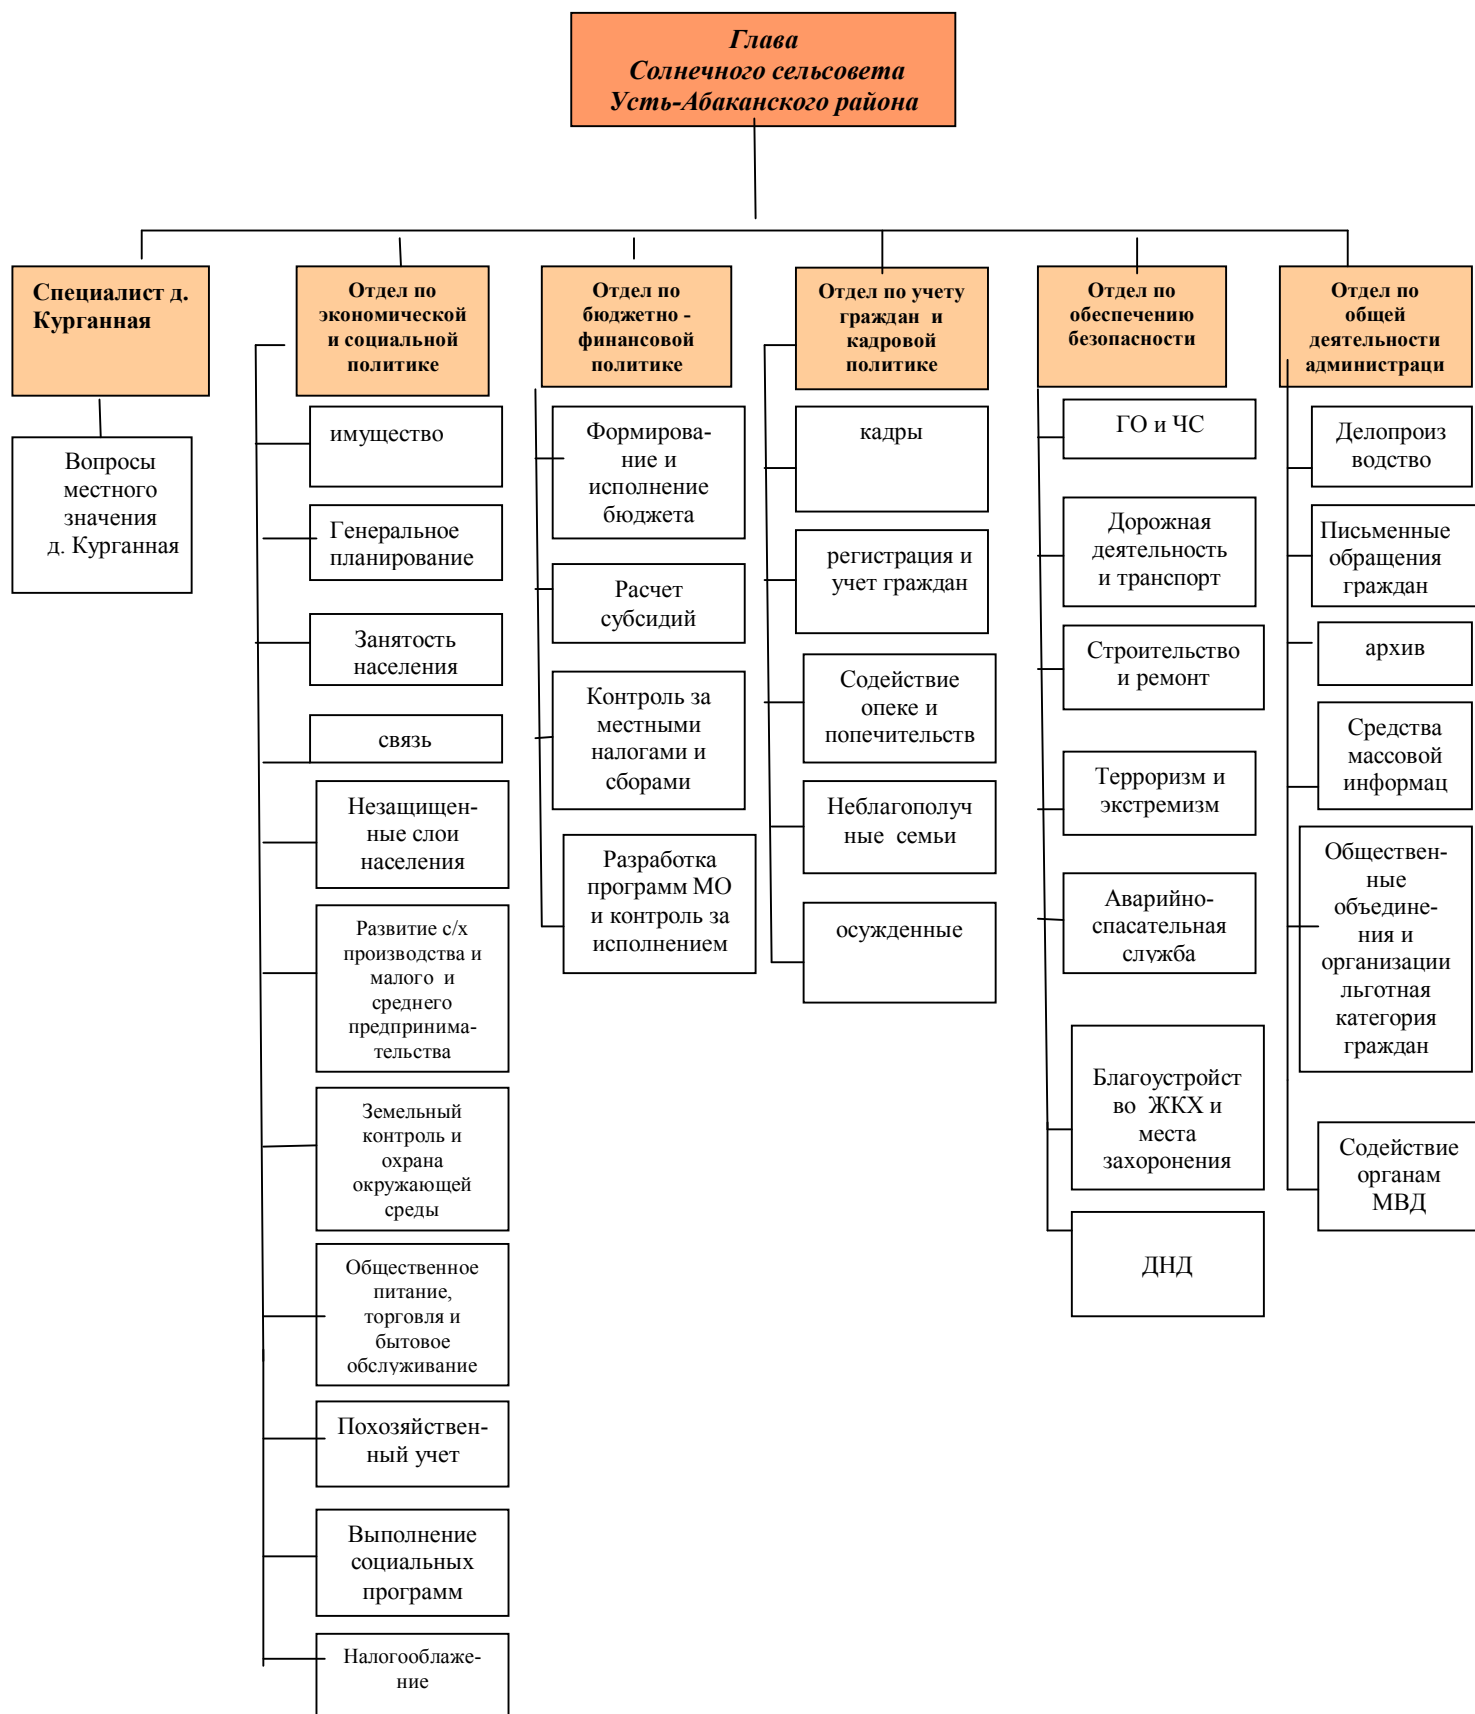 Глава
Солнечного сельсовета
Усть-Абаканского района
Специалист д.
Курганная
Вопросы
местного
значения
д. Курганная
Отдел по
экономической
и социальной
политике
имущество
Генеральное
планирование
Занятость
населения
связь
Незащищен-
ные слои
населения
Развитие с/х
производства и
малого и
среднего
предпринима-
тельства
Земельный
контроль и
охрана
окружающей
среды
Общественное
питание,
торговля и
бытовое
обслуживание
Похозяйствен-
ный учет
Выполнение
социальных
программ
Налогооблаже-
ние
Отдел по
бюджетно -
финансовой
политике
Формирова-
ние и
исполнение
бюджета
Расчет
субсидий
Контроль за
местными
налогами и
сборами
Разработка
программ МО
и контроль за
исполнением
Отдел по учету
граждан и
кадровой
политике
кадры
регистрация и
учет граждан
Содействие
опеке и
попечительств
Неблагополуч
ные семьи
осужденные
Отдел по
обеспечению
безопасности
ГО и ЧС
Дорожная
деятельность
и транспорт
Строительство
и ремонт
Терроризм и
экстремизм
Аварийно-
спасательная
служба
Благоустройст
во ЖКХ и
места
захоронения
ДНД
Отдел по
общей
деятельности
администраци
Делопроиз
водство
Письменные
обращения
граждан
архив
Средства
массовой
информац
Обществен-
ные
объедине-
ния и
организации
льготная
категория
граждан
Содействие
органам
МВД